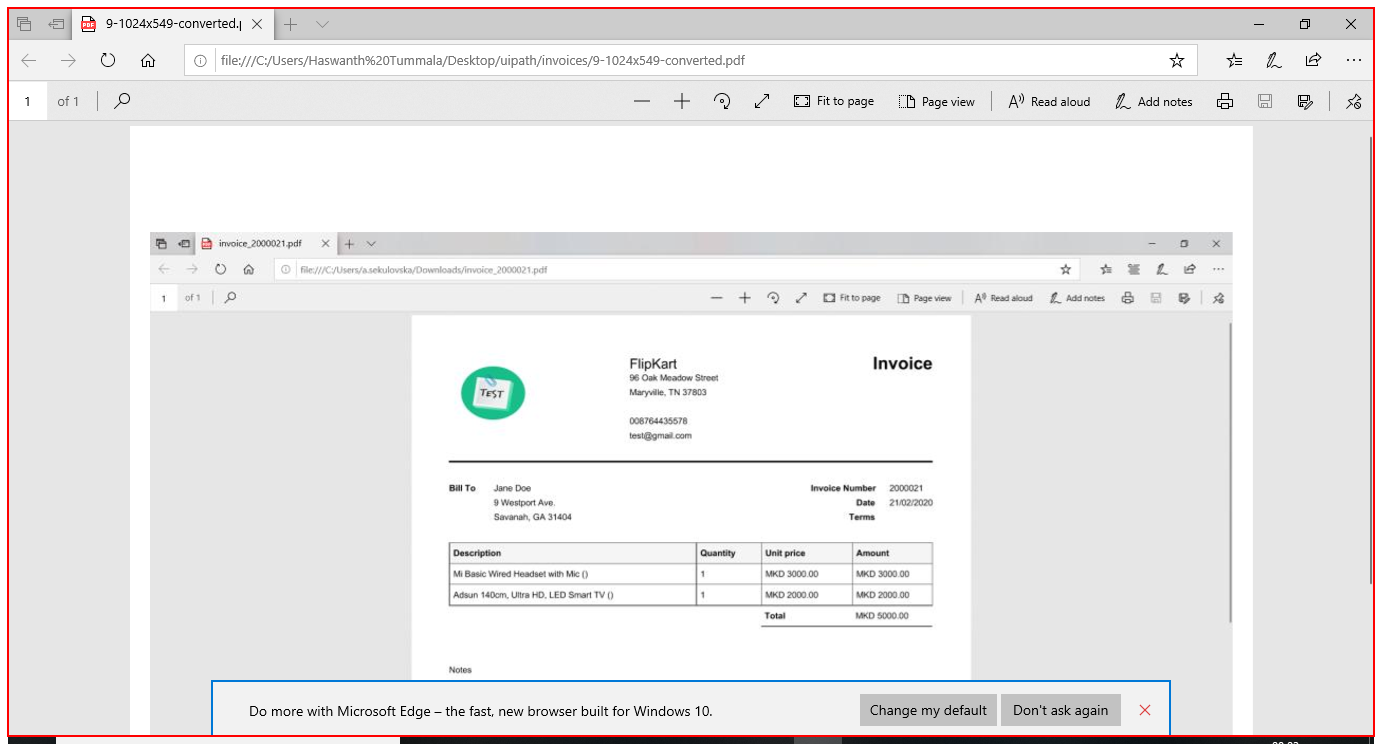 9-1024x549-converted.p
file:///C:/Users/Haswanth%20Tummala/Desktop/uipath/invoices/9-1024x549-converted.pdf
1 of 1 Fit to page Page view Read aloud Add notes
invoice_2000021.pdf
file:///C:/Users/a.sekulovska/Downloads/invoice_2000021.pdf
1 of 1 Fit to page Page view Read aloud Add notes
TEST
FlipKart
96 Oak Meadow Street
Maryville, TN 37803
008764435578
test@gmail.com
Invoice
Bill To Jane Doe
9 Westport Ave.
Savanah, GA 31404
Invoice Number 2000021
Date 21/02/2020
Terms
Description Quantity Unit price Amount
Mi Basic Wired Headset with Mic () 1 MKD 3000.00 MKD 3000.00
Adsun 140cm, Ultra HD, LED Smart TV () 1 MKD 2000.00 MKD 2000.00
Total MKD 5000.00
Notes
Do more with Microsoft Edge – the fast, new browser built for Windows 10. Change my default Don't ask again